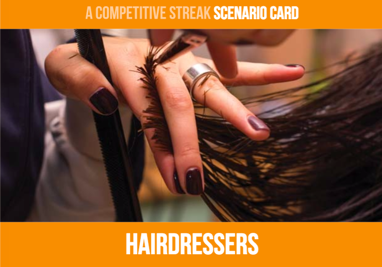 A COMPETITIVE STREAK SCENARIO CARD
HAIRDRESSERS